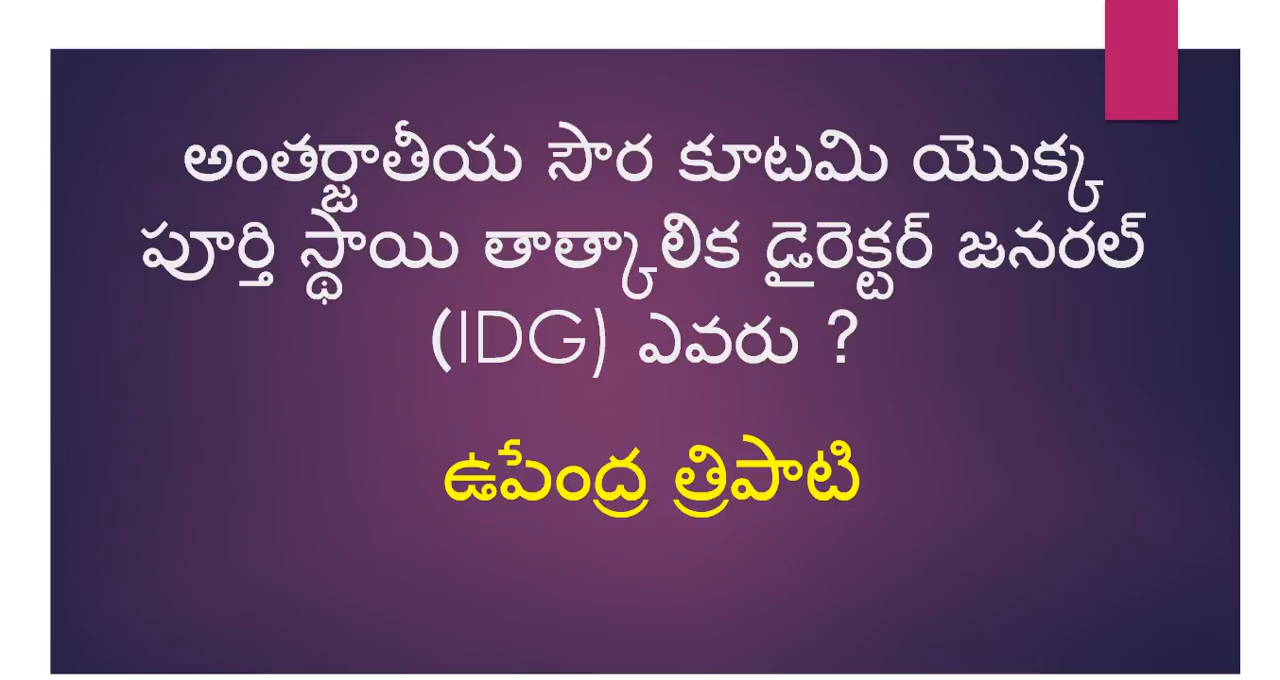 అంతర్జాతీయ సౌర కూటమి యొక్క
పూర్తి స్థాయి తాత్కాలిక డైరెక్టర్ జనరల్
(IDG) ఎవరు ?
ఉపేంద్ర త్రిపాటి